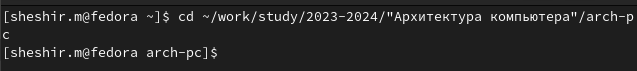 [sheshir.m@fedora ~]$ cd ~/work/study/2023-2024/"Архитектура компьютера"/arch-p
c
[sheshir.m@fedora arch-pc]$